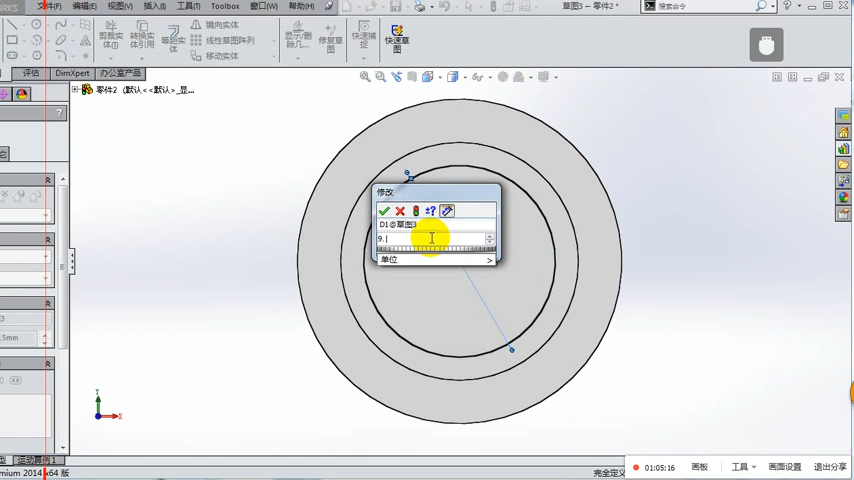 ORKS 文件(F) 编辑(E) 视图(V) 插入(I) 工具(T) Toolbox 窗口(W) 帮助(H) 草图3 ← 零件2 * 搜索命令
剪裁实体(T) 转换实体引用 等距实体 镜向实体 显示/删除几... 修复草图 快速捕捉 快速草图
线性草图阵列
移动实体
评估 DimXpert 办公室产品
零件2 (默认<<默认>_显...
修改
D1@草图3
9.
单位 >
Y
X
运动算例1
mium 2014 x64 版 完全定义
01:05:16 画板 工具 画面设置 退出分享